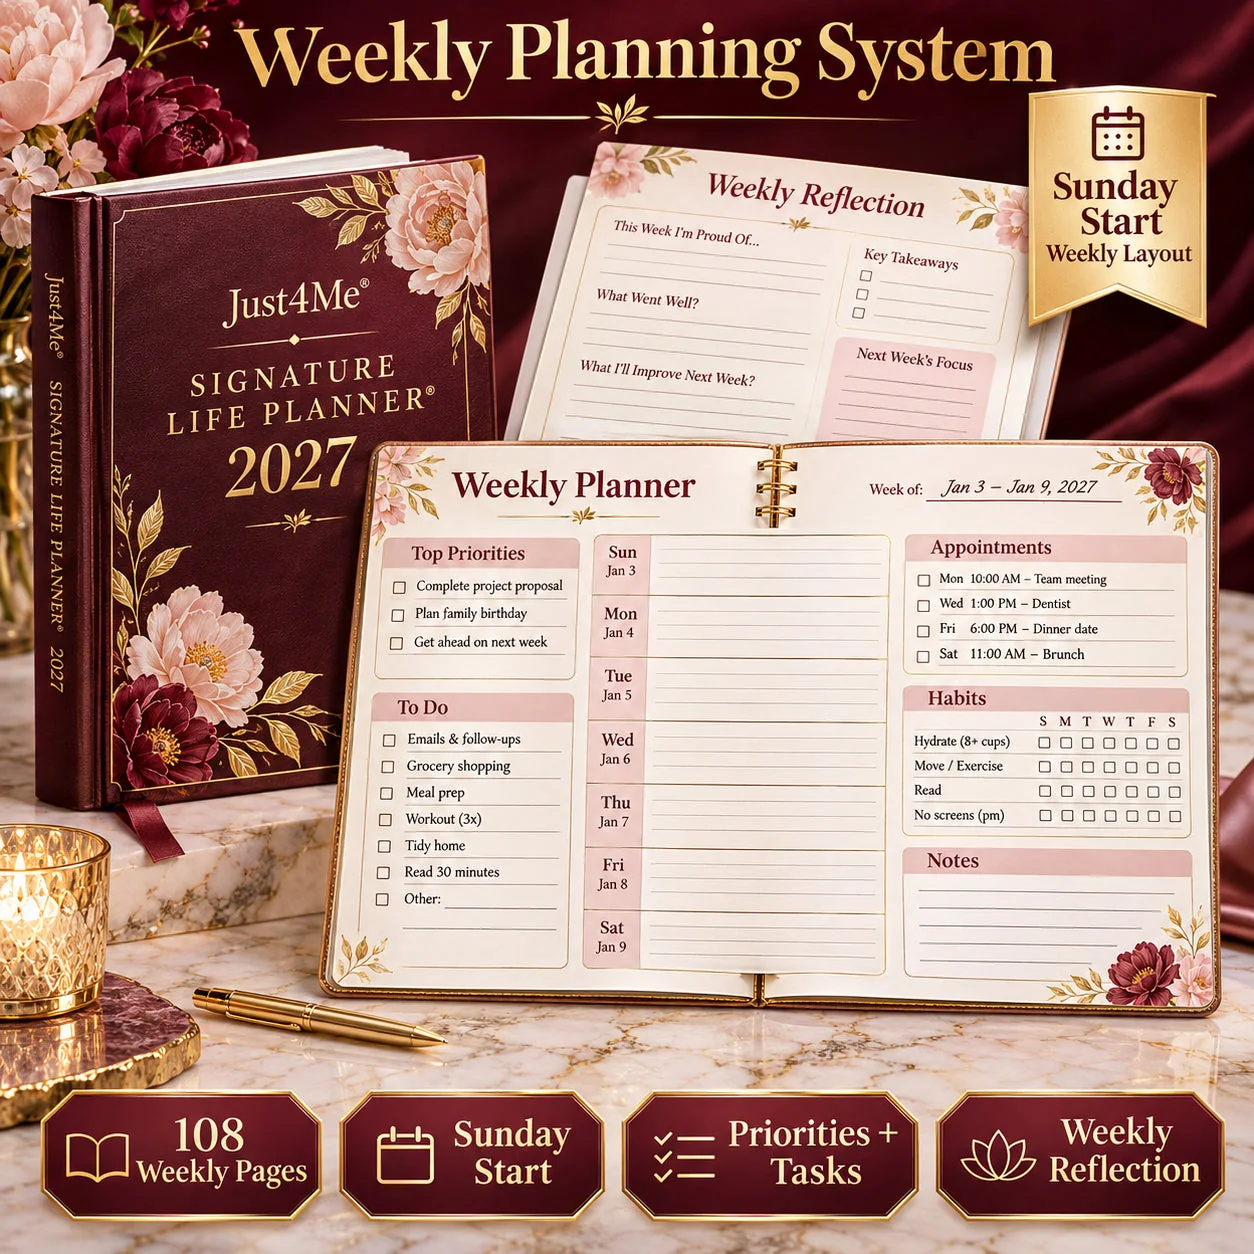 Weekly Planning System
Sunday
Start
Weekly Layout
Just4Me®
SIGNATURE
LIFE PLANNER®
2027
Just4Me® SIGNATURE LIFE PLANNER® 2027
Weekly Reflection
This Week I'm Proud Of...
What Went Well?
What I'll Improve Next Week?
Key Takeaways
Next Week's Focus
Weekly Planner
Week of: Jan 3 – Jan 9, 2027
Top Priorities
Complete project proposal
Plan family birthday
Get ahead on next week
To Do
Emails & follow-ups
Grocery shopping
Meal prep
Workout (3x)
Tidy home
Read 30 minutes
Other:
Sun
Jan 3
Mon
Jan 4
Tue
Jan 5
Wed
Jan 6
Thu
Jan 7
Fri
Jan 8
Sat
Jan 9
Appointments
Mon 10:00 AM – Team meeting
Wed 1:00 PM – Dentist
Fri 6:00 PM – Dinner date
Sat 11:00 AM – Brunch
Habits
S M T W T F S
Hydrate (8+ cups)
Move / Exercise
Read
No screens (pm)
Notes
108
Weekly Pages
Sunday
Start
Priorities +
Tasks
Weekly
Reflection